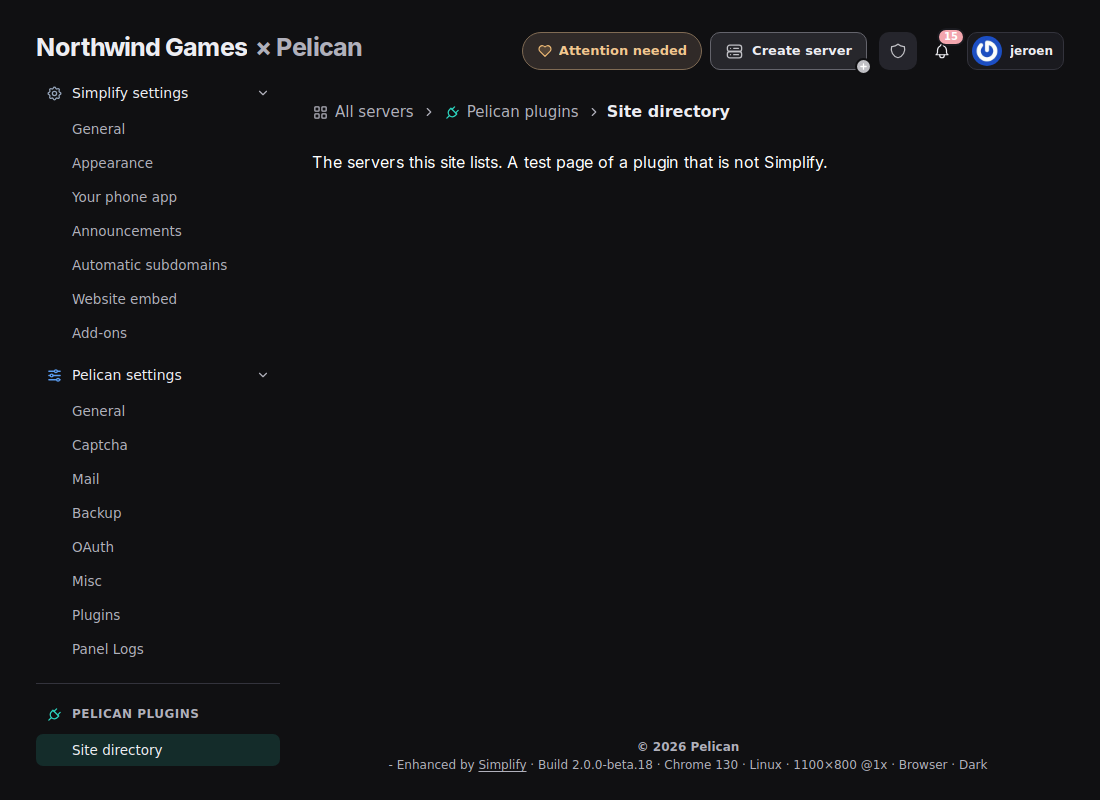 Northwind Games × Pelican
Attention needed
Create server
15
jeroen
Simplify settings
General
Appearance
Your phone app
Announcements
Automatic subdomains
Website embed
Add-ons
Pelican settings
General
Captcha
Mail
Backup
OAuth
Misc
Plugins
Panel Logs
PELICAN PLUGINS
Site directory
All servers > Pelican plugins > Site directory
The servers this site lists. A test page of a plugin that is not Simplify.
© 2026 Pelican
- Enhanced by Simplify · Build 2.0.0-beta.18 · Chrome 130 · Linux · 1100×800 @1x · Browser · Dark